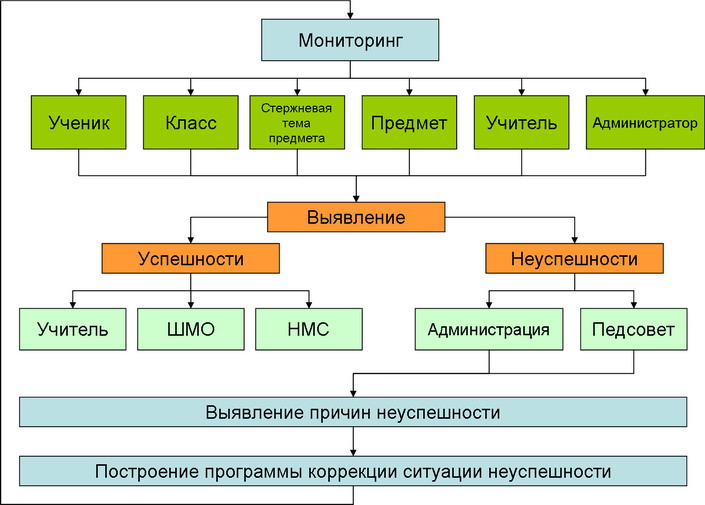 Мониторинг
Ученик
Класс
Стержневая
тема
предмета
Предмет
Учитель
Администратор
Выявление
Успешности
Неуспешности
Учитель
ШМО
НМС
Администрация
Педсовет
Выявление причин неуспешности
Построение программы коррекции ситуации неуспешности